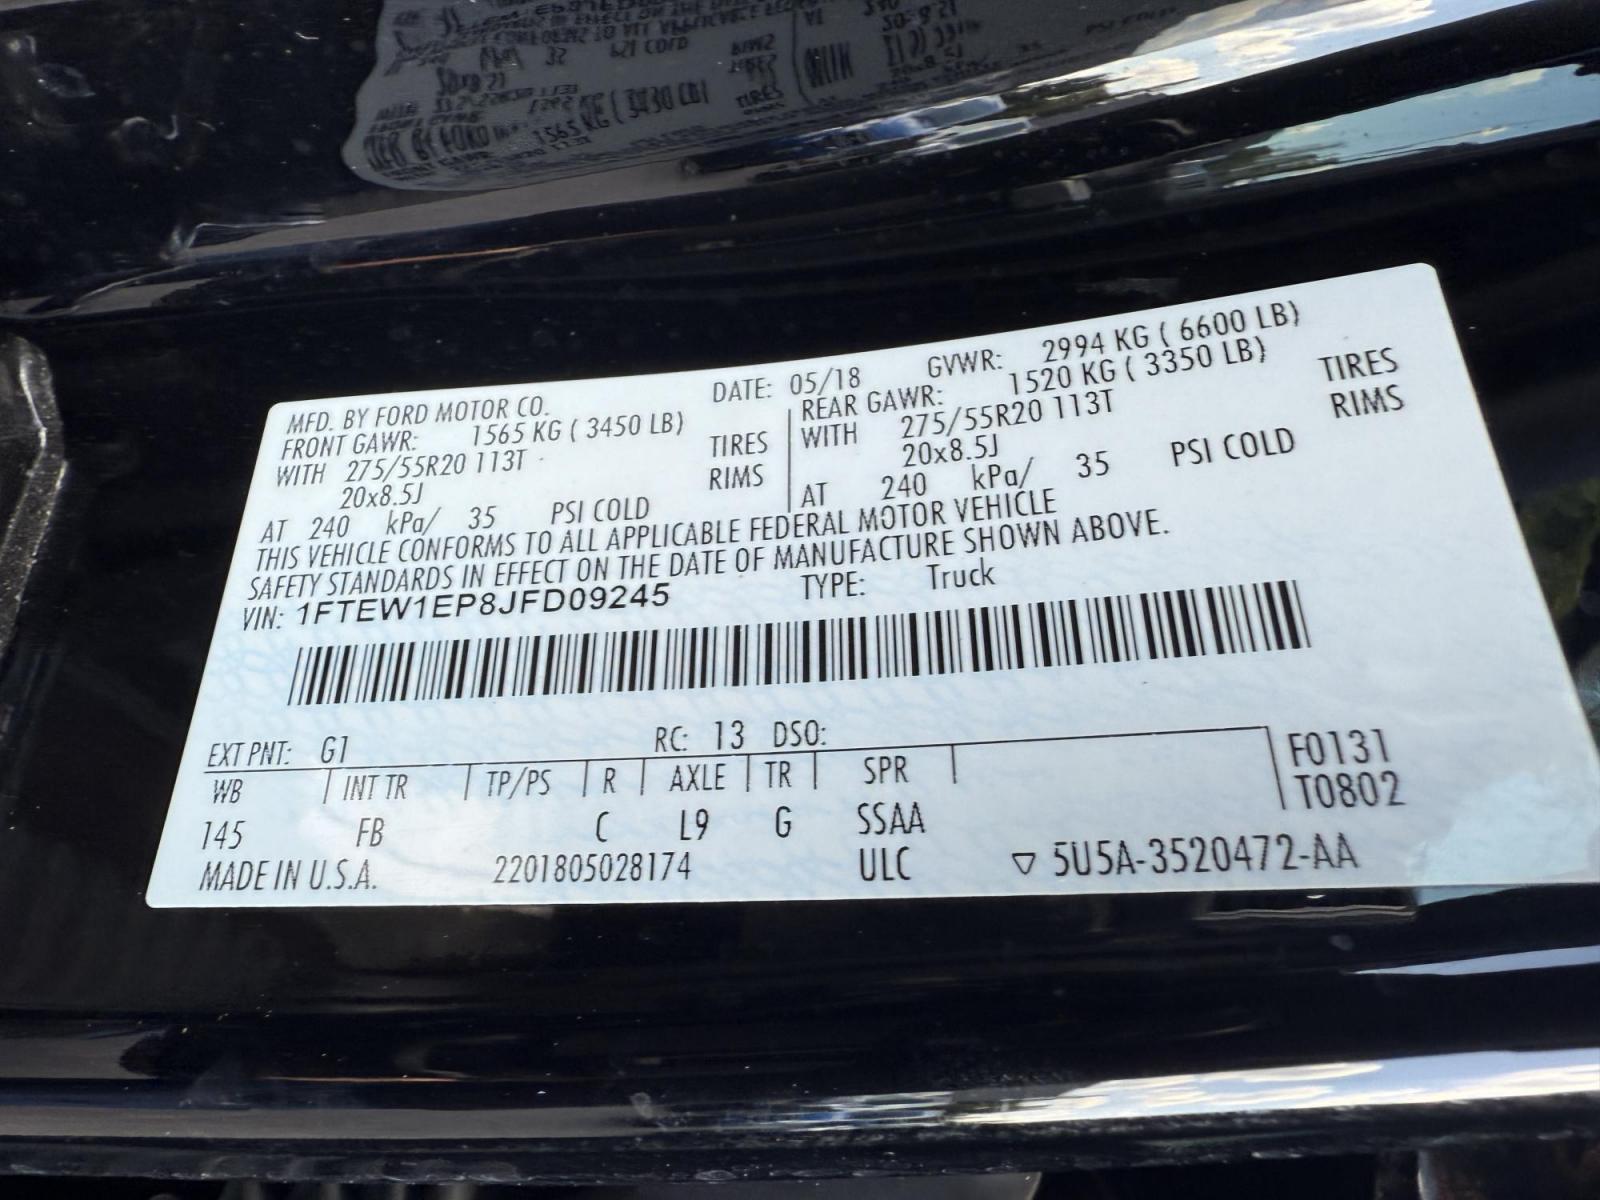 MFD. BY FORD MOTOR CO. DATE: 05/18 GVWR: 2994 KG ( 6600 LB)
FRONT GAWR: 1565 KG ( 3450 LB) REAR GAWR: 1520 KG ( 3350 LB)
WITH 275/55R20 113T TIRES WITH 275/55R20 113T TIRES
20x8.5J RIMS 20x8.5J RIMS
AT 240 kPa/ 35 PSI COLD AT 240 kPa/ 35 PSI COLD
THIS VEHICLE CONFORMS TO ALL APPLICABLE FEDERAL MOTOR VEHICLE
SAFETY STANDARDS IN EFFECT ON THE DATE OF MANUFACTURE SHOWN ABOVE.
VIN: 1FTEW1EP8JFD09245 TYPE: Truck
EXT PNT: G1 RC: 13 DSO: F0131
WB INT TR TP/PS R AXLE TR SPR T0802
145 FB C L9 G SSAA
MADE IN U.S.A. 2201805028174 ULC ▽ 5U5A-3520472-AA